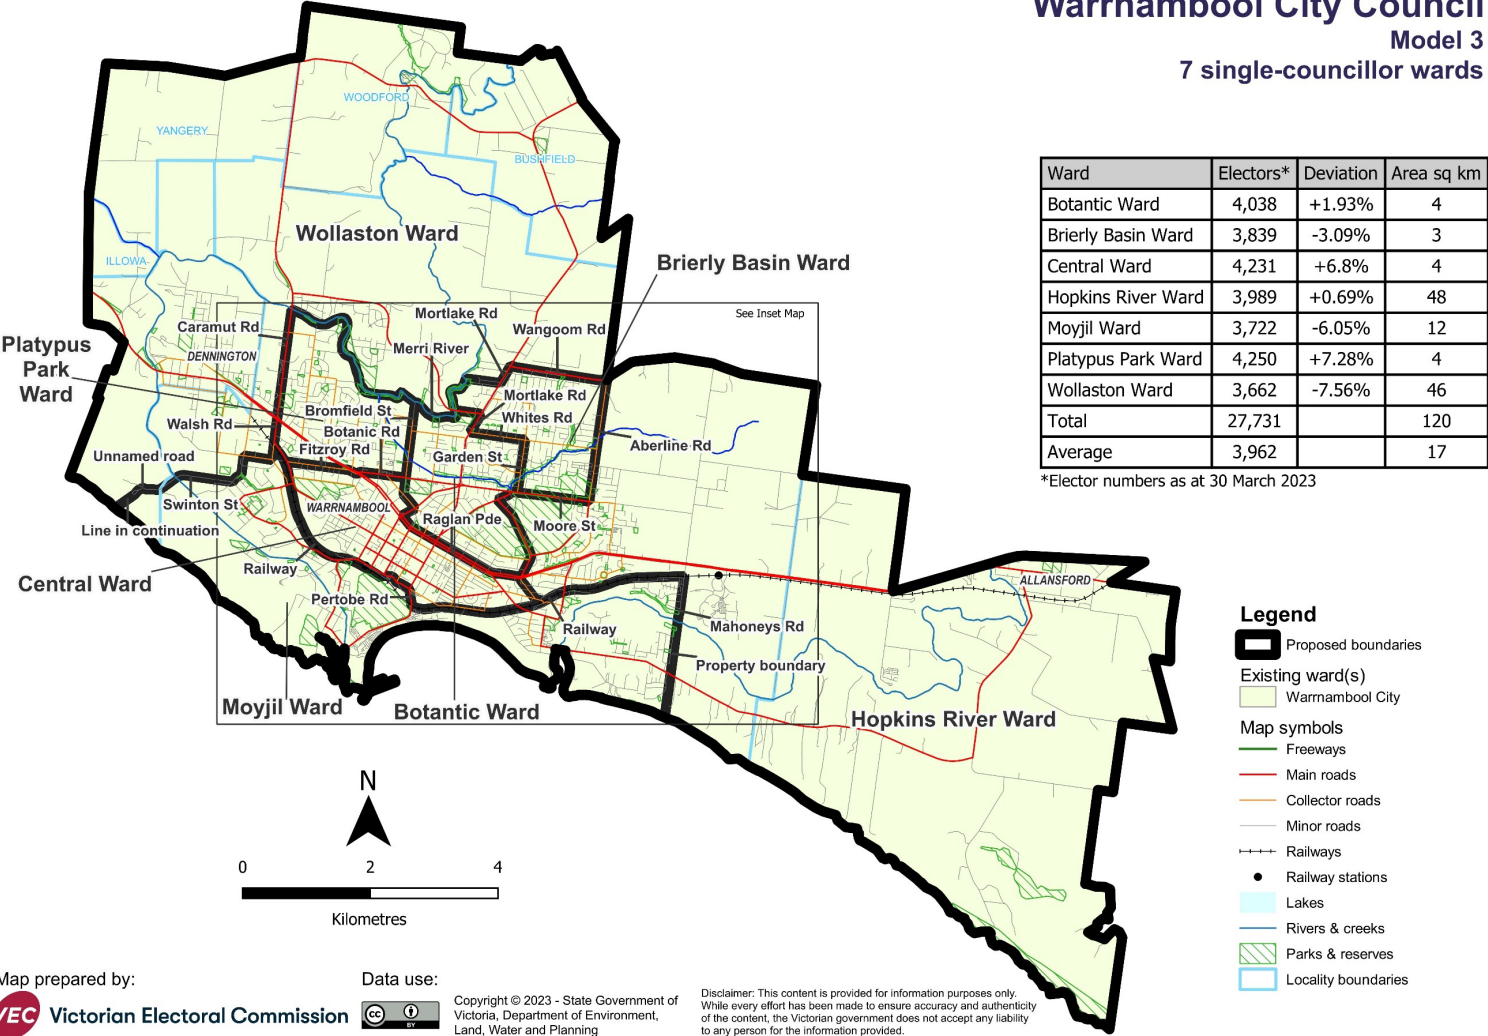 Warrnambool City Council
Model 3
7 single-councillor wards
Ward Electors* Deviation Area sq km
Botantic Ward 4,038 +1.93% 4
Brierly Basin Ward 3,839 -3.09% 3
Central Ward 4,231 +6.8% 4
Hopkins River Ward 3,989 +0.69% 48
Moyjil Ward 3,722 -6.05% 12
Platypus Park Ward 4,250 +7.28% 4
Wollaston Ward 3,662 -7.56% 46
Total 27,731 120
Average 3,962 17
*Elector numbers as at 30 March 2023
WOODFORD
YANGERY
BUSHFIELD
Wollaston Ward
ILLOWA
Brierly Basin Ward
See Inset Map
Mortlake Rd
Caramut Rd
Wangoom Rd
Platypus
Park
Ward
DENNINGTON
Merri River
Mortlake Rd
Bromfield St
Whites Rd
Walsh Rd
Botanic Rd
Aberline Rd
Fitzroy Rd
Unnamed road
Garden St
Swinton St
WARRNAMBOOL
Raglan Pde
Moore St
Line in continuation
Railway
Central Ward
ALLANSFORD
Pertobe Rd
Railway
Mahoneys Rd
Property boundary
Moyjil Ward
Botantic Ward
Hopkins River Ward
N
0 2 4
Kilometres
Legend
Proposed boundaries
Existing ward(s)
Warrnambool City
Map symbols
Freeways
Main roads
Collector roads
Minor roads
Railways
Railway stations
Lakes
Rivers & creeks
Parks & reserves
Locality boundaries
Map prepared by:
VEC Victorian Electoral Commission
Data use:
cc BY
Copyright © 2023 - State Government of
Victoria, Department of Environment,
Land, Water and Planning
Disclaimer: This content is provided for information purposes only.
While every effort has been made to ensure accuracy and authenticity
of the content, the Victorian government does not accept any liability
to any person for the information provided.